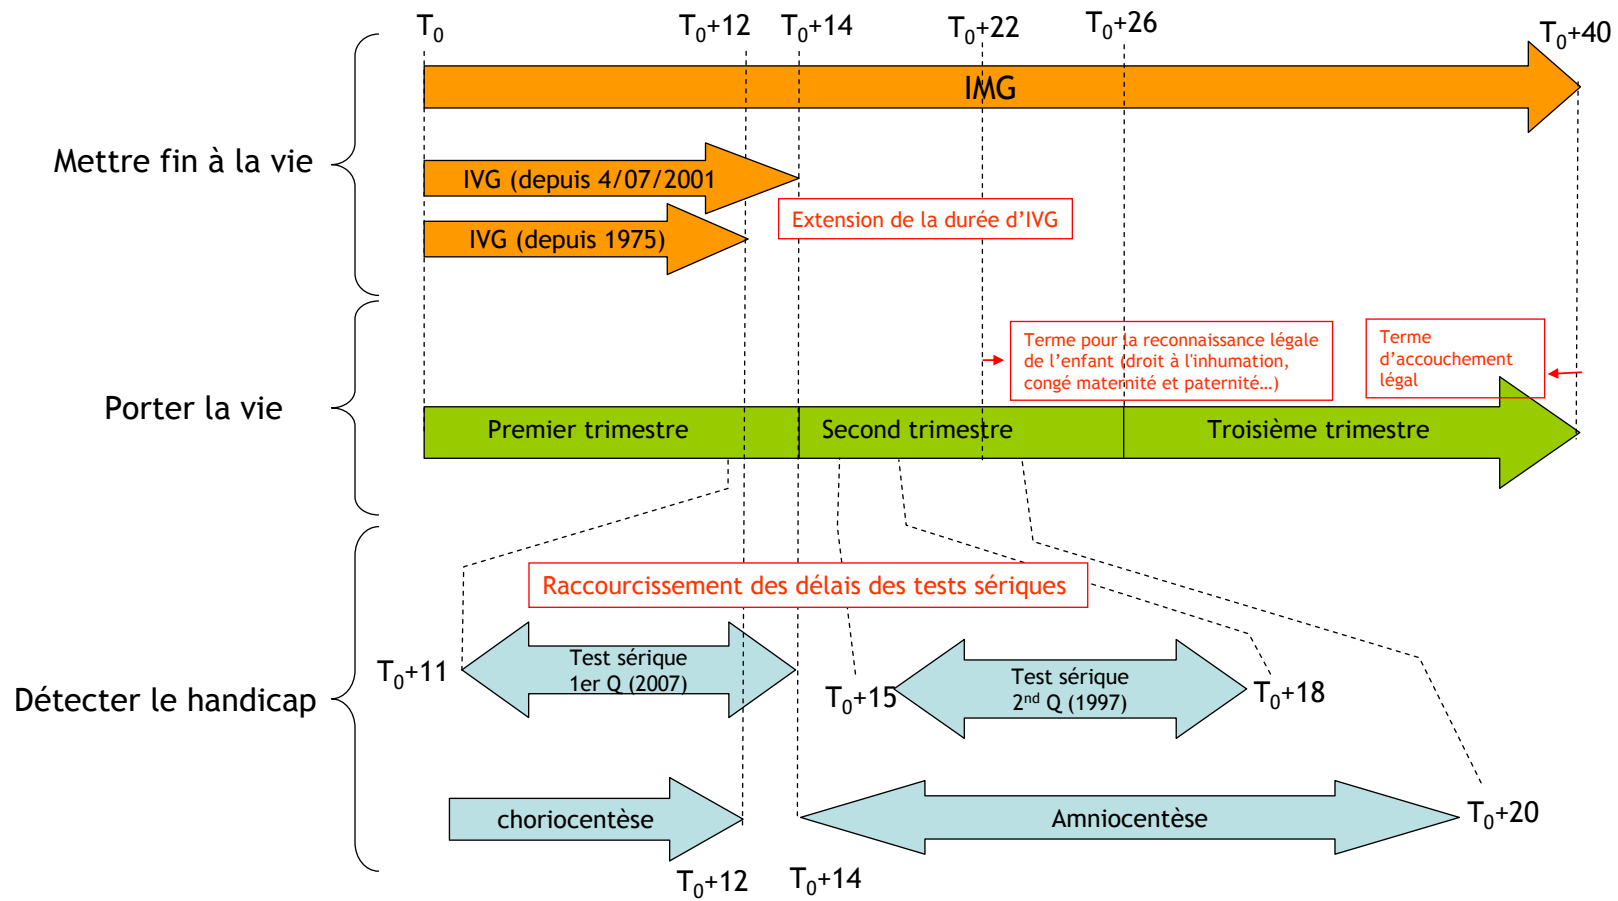 T₀
T₀+12
T₀+14
T₀+22
T₀+26
T₀+40
IMG
Mettre fin à la vie
IVG (depuis 4/07/2001
Extension de la durée d’IVG
IVG (depuis 1975)
Terme pour la reconnaissance légale
de l’enfant (droit à l'inhumation,
congé maternité et paternité…)
Terme
d’accouchement
légal
Porter la vie
Premier trimestre
Second trimestre
Troisième trimestre
Raccourcissement des délais des tests sériques
Détecter le handicap
T₀+11
Test sérique
1er Q (2007)
T₀+15
Test sérique
2nd Q (1997)
T₀+18
choriocentèse
Amniocentèse
T₀+20
T₀+12
T₀+14